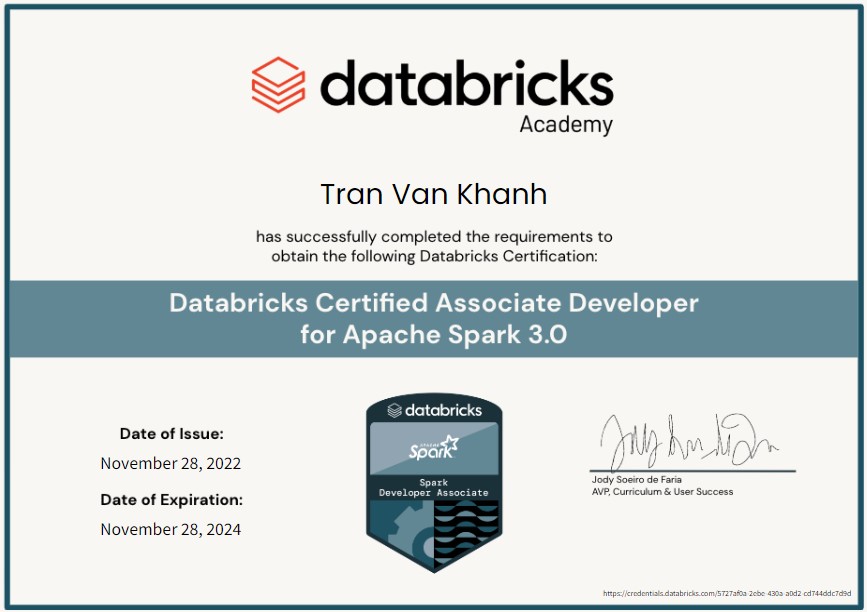 databricks
Academy
Tran Van Khanh
has successfully completed the requirements to
obtain the following Databricks Certification:
Databricks Certified Associate Developer
for Apache Spark 3.0
Date of Issue:
November 28, 2022
Date of Expiration:
November 28, 2024
databricks
APACHE
Spark
Spark
Developer Associate
Jody Soeiro de Faria
AVP, Curriculum & User Success
https://credentials.databricks.com/5727af0a-2ebe-430a-a0d2-cd744ddc7d9d